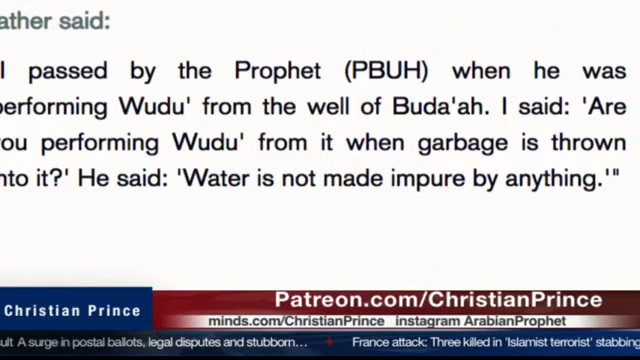 ather said:
I passed by the Prophet (PBUH) when he was
performing Wudu' from the well of Buda'ah. I said: 'Are
you performing Wudu' from it when garbage is thrown
into it?' He said: 'Water is not made impure by anything.'"
Christian Prince
Patreon.com/ChristianPrince
minds.com/ChristianPrince instagram ArabianProphet
sult A surge in postal ballots, legal disputes and stubborn... + France attack: Three killed in 'Islamist terrorist' stabbing